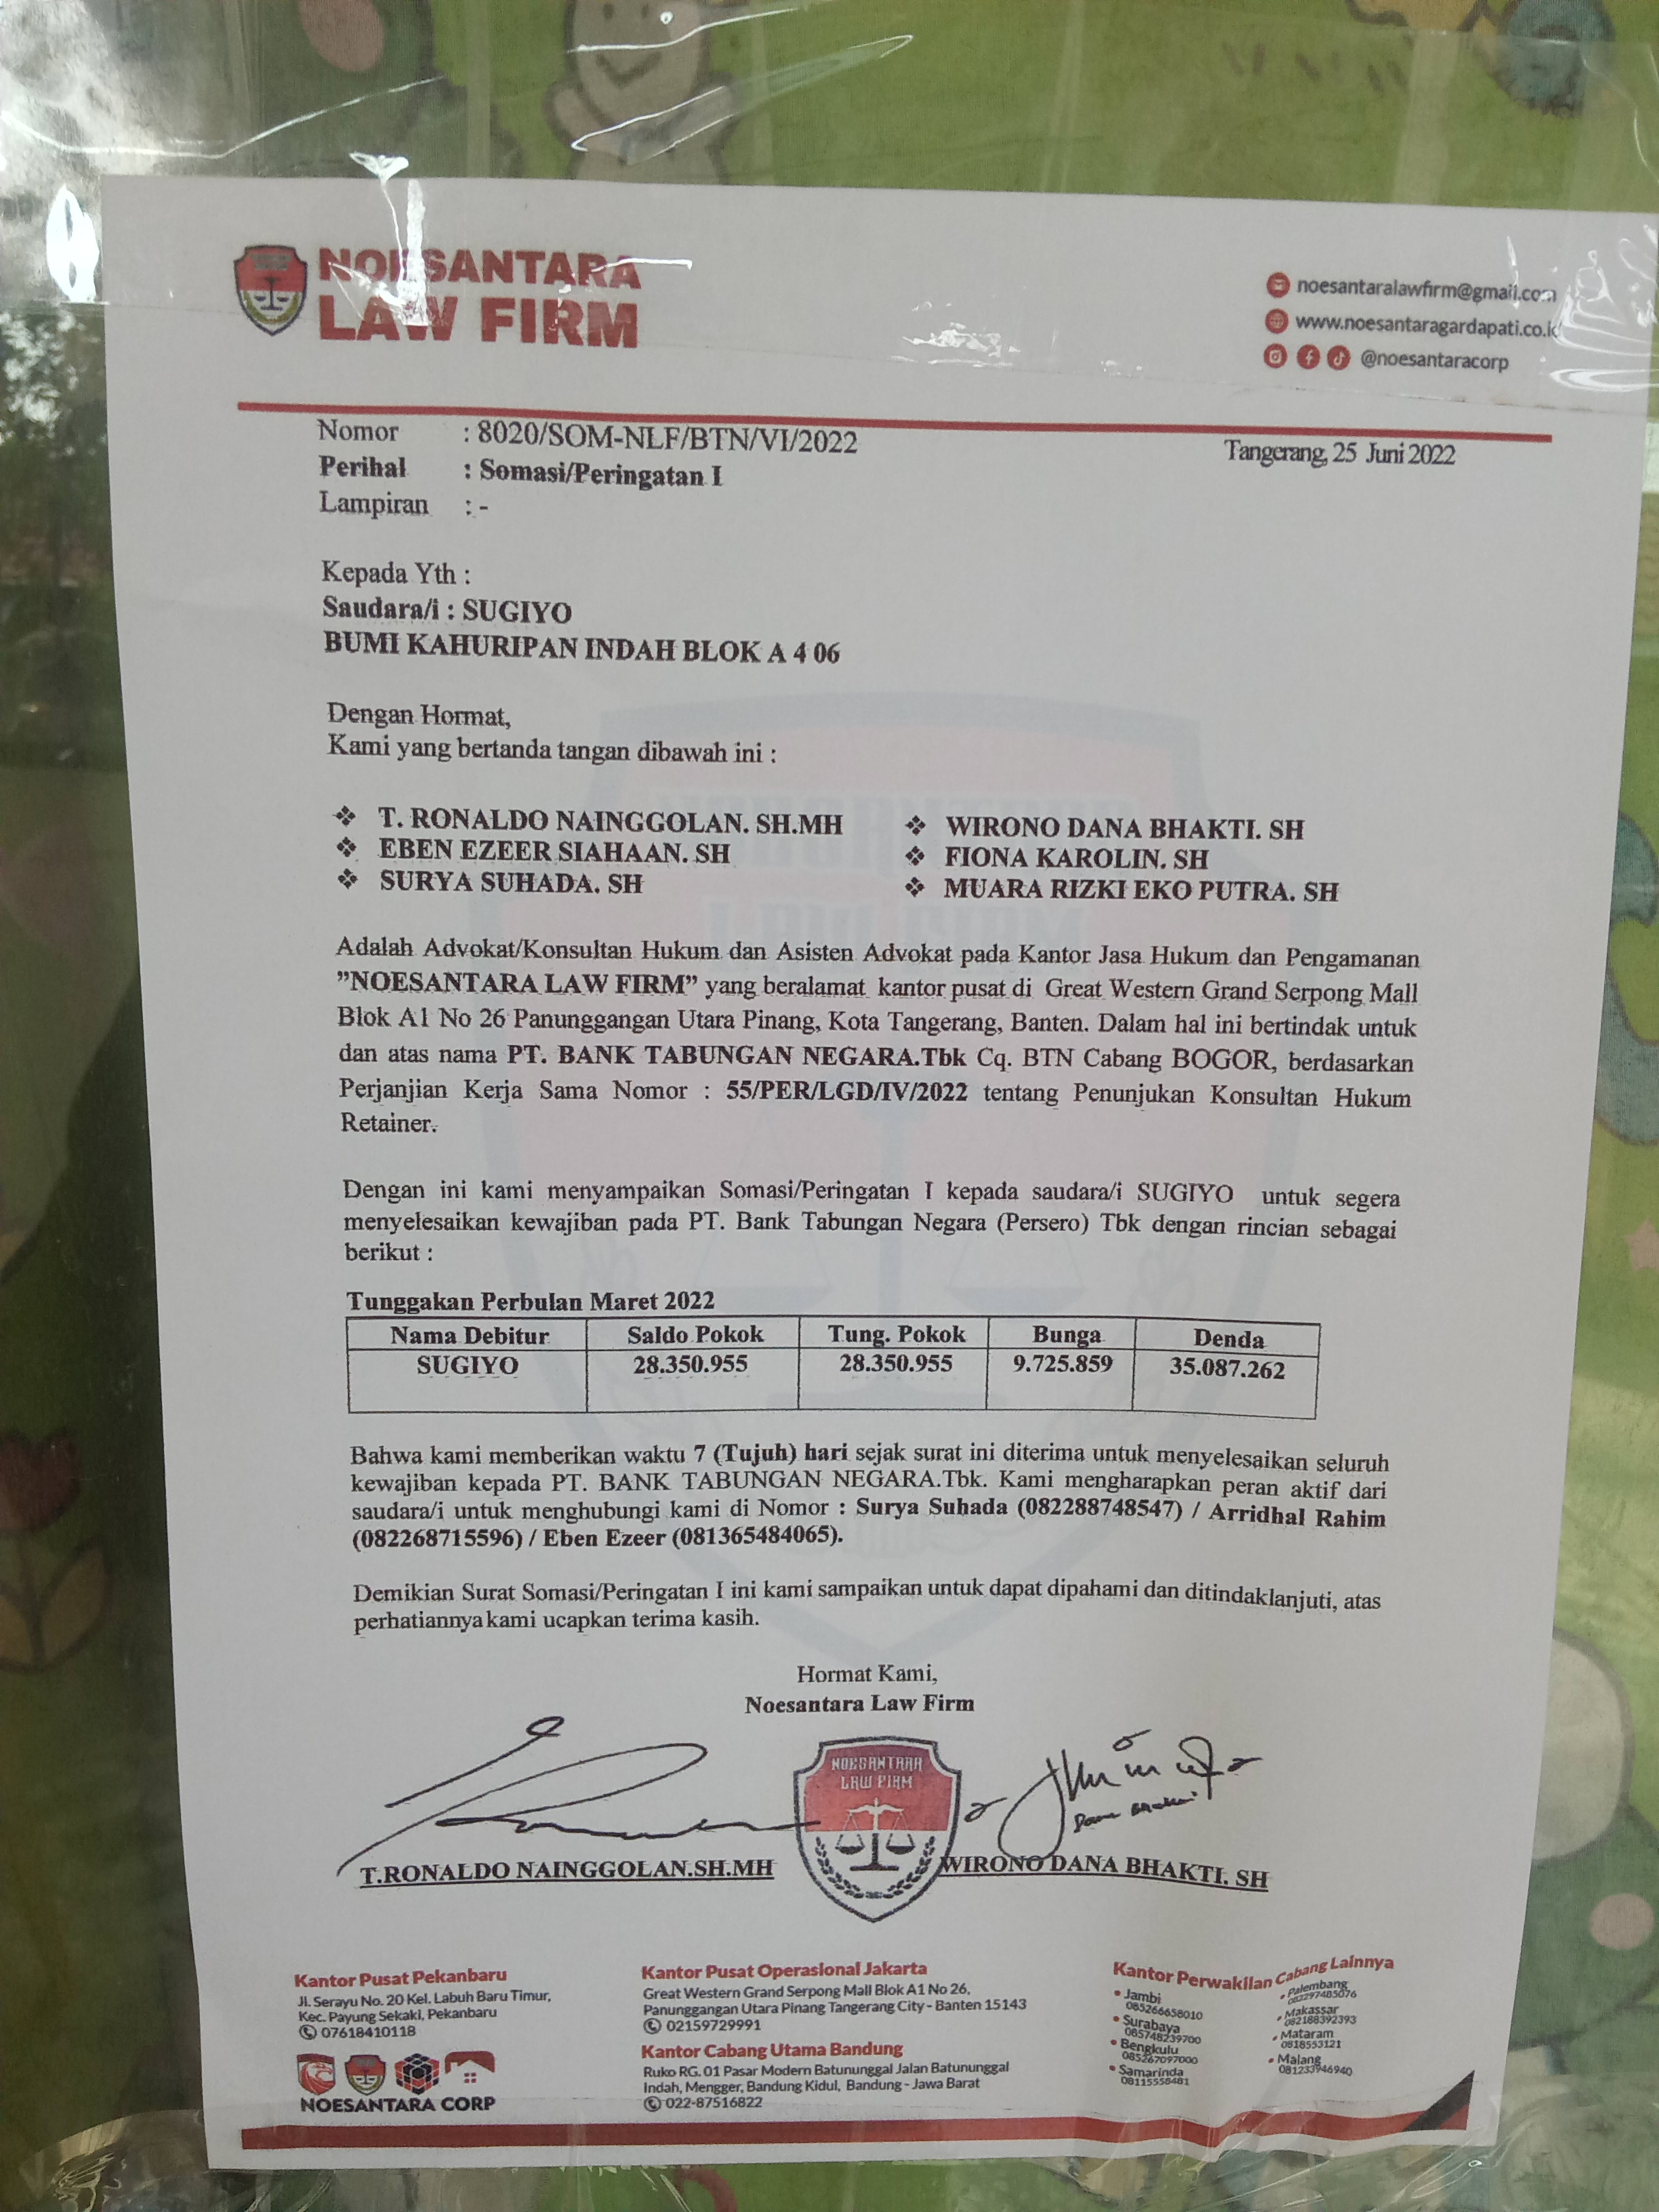 NOESANTARA
LAW FIRM
noesantaralawfirm@gmail.com
www.noesantaragardapati.co.id
@noesantaracorp
Nomor : 8020/SOM-NLF/BTN/VI/2022
Tangerang, 25 Juni 2022
Perihal : Somasi/Peringatan I
Lampiran : -
Kepada Yth :
Saudara/i : SUGIYO
BUMI KAHURIPAN INDAH BLOK A 4 06
Dengan Hormat,
Kami yang bertanda tangan dibawah ini :
❖ T. RONALDO NAINGGOLAN. SH.MH ❖ WIRONO DANA BHAKTI. SH
❖ EBEN EZEER SIAHAAN. SH ❖ FIONA KAROLIN. SH
❖ SURYA SUHADA. SH ❖ MUARA RIZKI EKO PUTRA. SH
Adalah Advokat/Konsultan Hukum dan Asisten Advokat pada Kantor Jasa Hukum dan Pengamanan
”NOESANTARA LAW FIRM” yang beralamat kantor pusat di Great Western Grand Serpong Mall
Blok A1 No 26 Panunggangan Utara Pinang, Kota Tangerang, Banten. Dalam hal ini bertindak untuk
dan atas nama PT. BANK TABUNGAN NEGARA.Tbk Cq. BTN Cabang BOGOR, berdasarkan
Perjanjian Kerja Sama Nomor : 55/PER/LGD/IV/2022 tentang Penunjukan Konsultan Hukum
Retainer.
Dengan ini kami menyampaikan Somasi/Peringatan I kepada saudara/i SUGIYO untuk segera
menyelesaikan kewajiban pada PT. Bank Tabungan Negara (Persero) Tbk dengan rincian sebagai
berikut :
Tunggakan Perbulan Maret 2022
Nama Debitur Saldo Pokok Tung. Pokok Bunga Denda
SUGIYO 28.350.955 28.350.955 9.725.859 35.087.262
Bahwa kami memberikan waktu 7 (Tujuh) hari sejak surat ini diterima untuk menyelesaikan seluruh
kewajiban kepada PT. BANK TABUNGAN NEGARA.Tbk. Kami mengharapkan peran aktif dari
saudara/i untuk menghubungi kami di Nomor : Surya Suhada (082288748547) / Arridhal Rahim
(082268715596) / Eben Ezeer (081365484065).
Demikian Surat Somasi/Peringatan I ini kami sampaikan untuk dapat dipahami dan ditindaklanjuti, atas
perhatiannya kami ucapkan terima kasih.
Hormat Kami,
Noesantara Law Firm
NOESANTARA
LAW FIRM
T.RONALDO NAINGGOLAN.SH.MH
WIRONO DANA BHAKTI. SH
Kantor Pusat Pekanbaru
Jl. Serayu No. 20 Kel. Labuh Baru Timur,
Kec. Payung Sekaki, Pekanbaru
07618410118
NOESANTARA CORP
Kantor Pusat Operasional Jakarta
Great Western Grand Serpong Mall Blok A1 No 26,
Panunggangan Utara Pinang Tangerang City - Banten 15143
02159729991
Kantor Cabang Utama Bandung
Ruko RG. 01 Pasar Modern Batununggal Jalan Batununggal
Indah, Mengger, Bandung Kidul, Bandung - Jawa Barat
022-87516822
Kantor Perwakilan Cabang Lainnya
• Jambi
085266658010
• Surabaya
085748239700
• Bengkulu
085267097000
• Samarinda
08115558481
• Palembang
082297485076
• Makassar
082188392393
• Mataram
0818553121
• Malang
081233946940